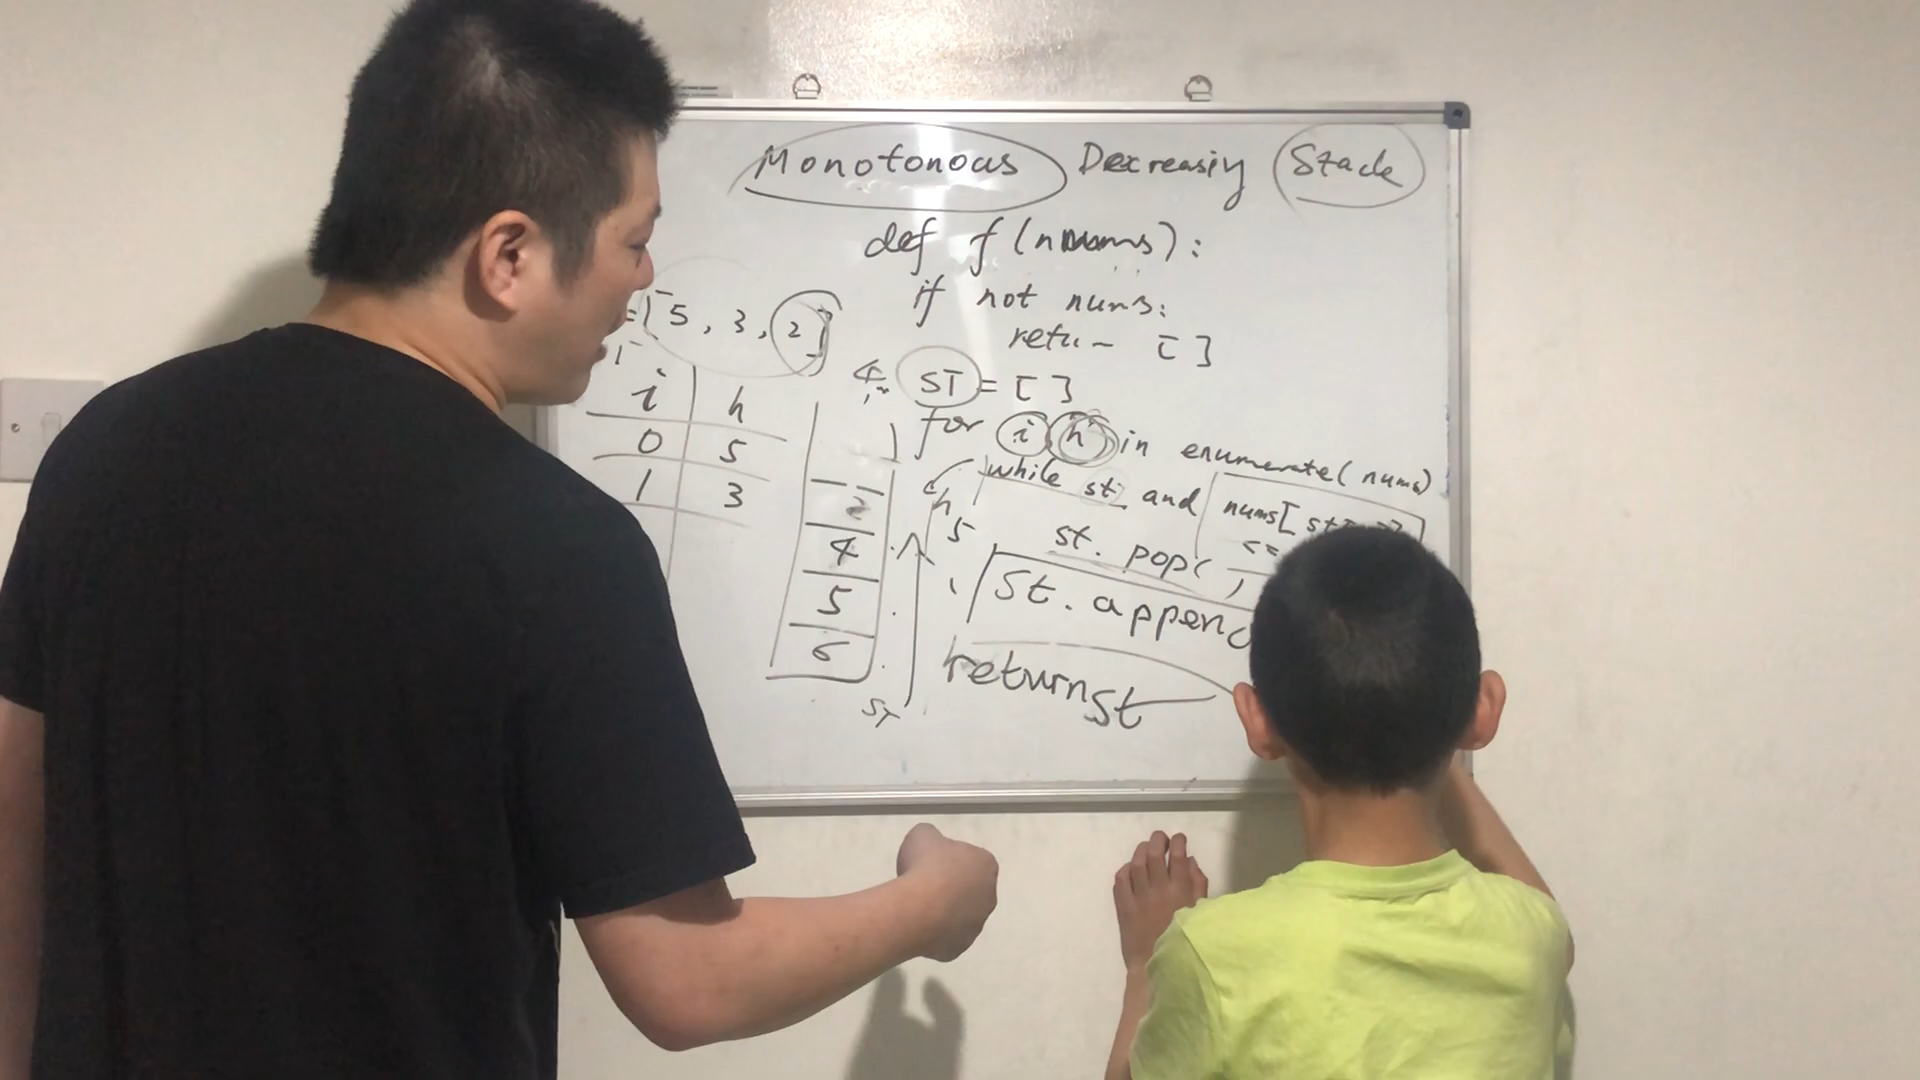 Monotonous Decreasing Stack
def f(nums):
if not nums:
return []
=[5, 3, 2]
ST = []
i h
0 5
1 3
for i h in enumerate(nums)
while st and nums[st
<=
h
5
st. pop(
)
st. append
return st
2
4
5
6
ST